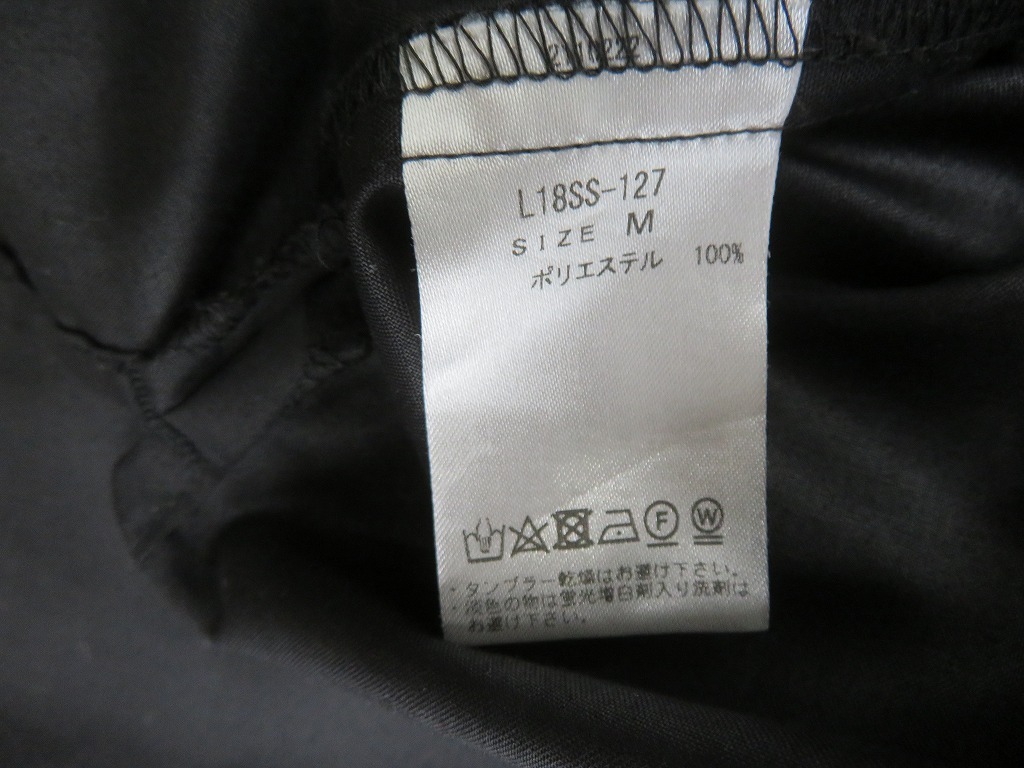 L18SS-127
SIZE M
ポリエステル 100%
F W
・タンブラー乾燥はお避け下さい。
・淡色の物は蛍光増白剤入り洗剤は
お避け下さい。